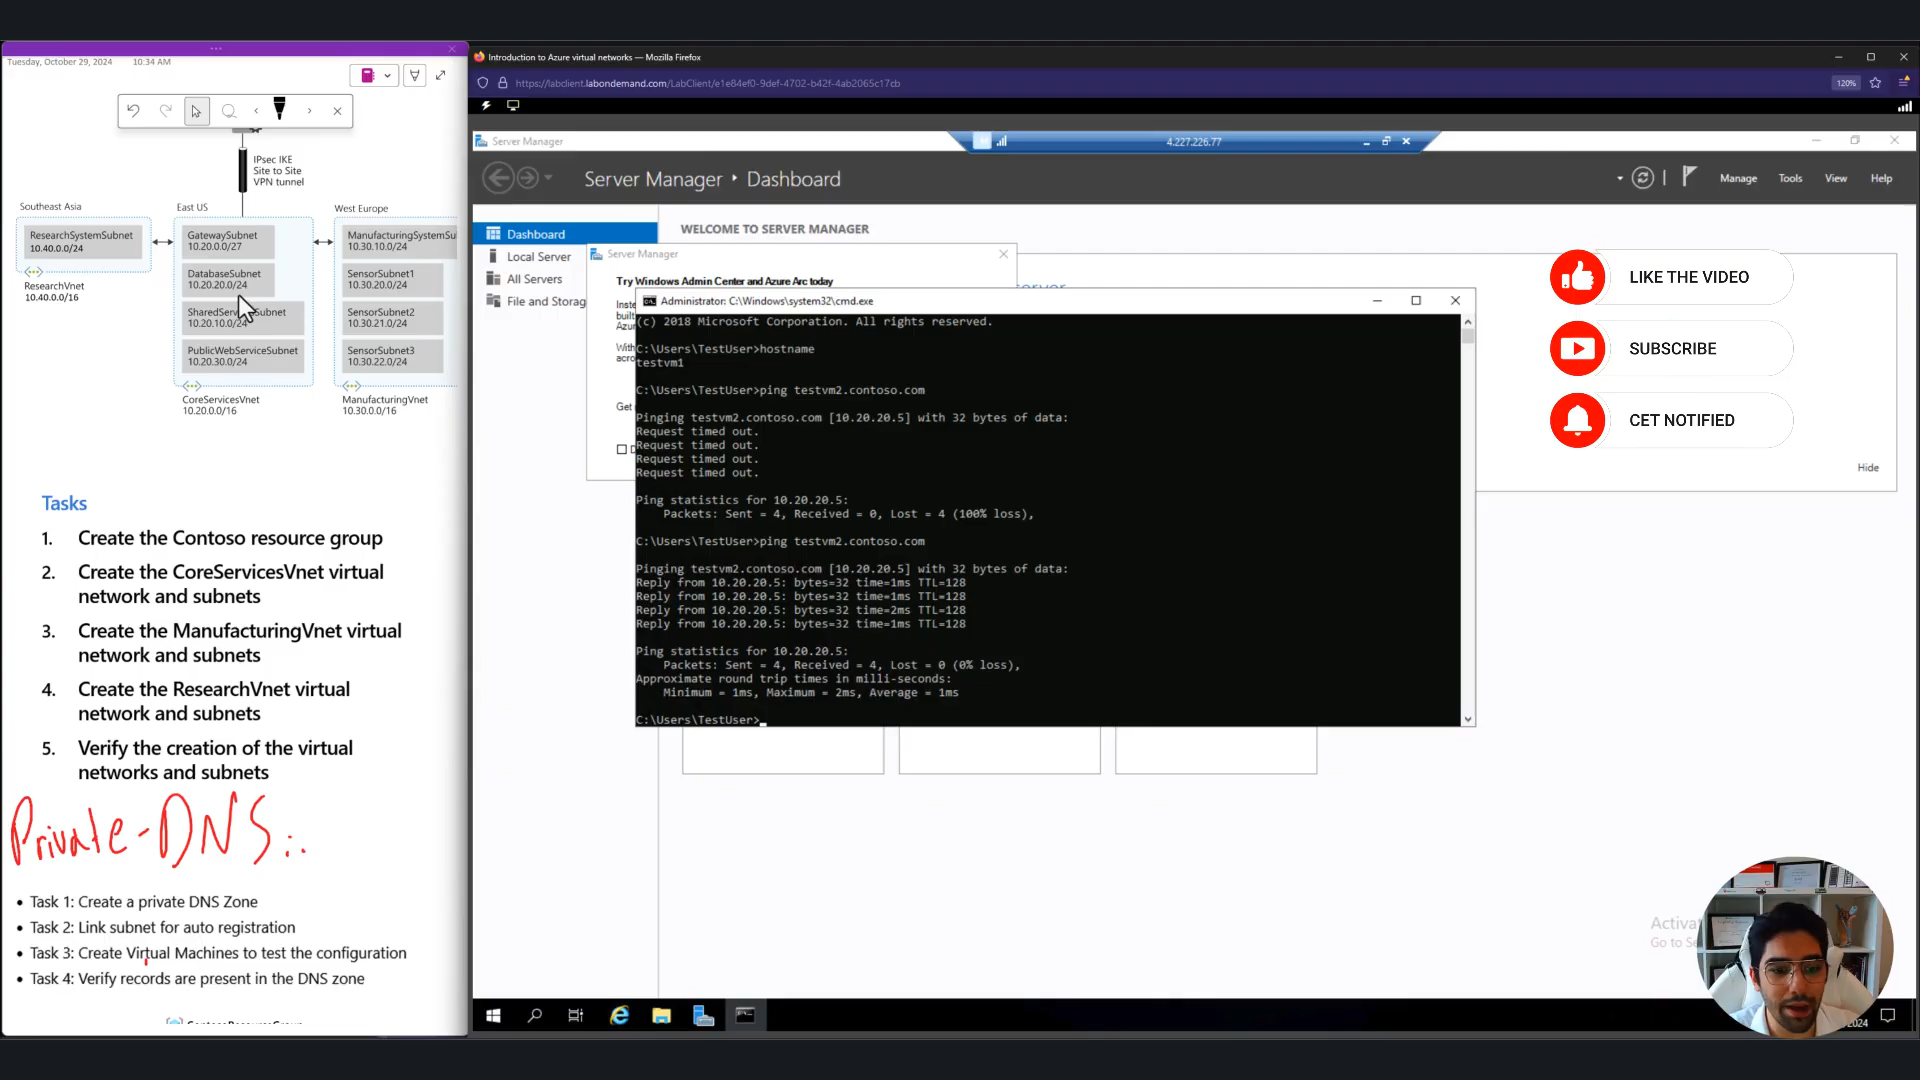 Tuesday, October 29, 2024 10:34 AM
IPsec IKE
Site to Site
VPN tunnel
Southeast Asia
East US
West Europe
ResearchSystemSubnet
10.40.0.0/24
ResearchVnet
10.40.0.0/16
GatewaySubnet
10.20.0.0/27
DatabaseSubnet
10.20.20.0/24
10.20.10.0/24
PublicWebServiceSubnet
10.20.30.0/24
CoreServicesVnet
10.20.0.0/16
ManufacturingSystemSu
10.30.10.0/24
SensorSubnet1
10.30.20.0/24
SensorSubnet2
10.30.21.0/24
SensorSubnet3
10.30.22.0/24
ManufacturingVnet
10.30.0.0/16
Tasks
1. Create the Contoso resource group
2. Create the CoreServicesVnet virtual
network and subnets
3. Create the ManufacturingVnet virtual
network and subnets
4. Create the ResearchVnet virtual
network and subnets
5. Verify the creation of the virtual
networks and subnets
Private-DNS:.
• Task 1: Create a private DNS Zone
• Task 2: Link subnet for auto registration
• Task 3: Create Virtual Machines to test the configuration
• Task 4: Verify records are present in the DNS zone
Introduction to Azure virtual networks — Mozilla Firefox
https://labclient.labondemand.com/LabClient/e1e84ef0-9def-4702-b42f-4ab2065c17cb
120%
Server Manager
4.227.226.77
Server Manager ‣ Dashboard
Manage Tools View Help
Dashboard
Local Server
All Servers
File and Storag
WELCOME TO SERVER MANAGER
Server Manager
Try Windows Admin Center and Azure Arc today
Administrator: C:\Windows\system32\cmd.exe
(c) 2018 Microsoft Corporation. All rights reserved.
C:\Users\TestUser>hostname
testvm1
C:\Users\TestUser>ping testvm2.contoso.com
Pinging testvm2.contoso.com [10.20.20.5] with 32 bytes of data:
Request timed out.
Request timed out.
Request timed out.
Request timed out.
Ping statistics for 10.20.20.5:
Packets: Sent = 4, Received = 0, Lost = 4 (100% loss),
C:\Users\TestUser>ping testvm2.contoso.com
Pinging testvm2.contoso.com [10.20.20.5] with 32 bytes of data:
Reply from 10.20.20.5: bytes=32 time=1ms TTL=128
Reply from 10.20.20.5: bytes=32 time=1ms TTL=128
Reply from 10.20.20.5: bytes=32 time=2ms TTL=128
Reply from 10.20.20.5: bytes=32 time=1ms TTL=128
Ping statistics for 10.20.20.5:
Packets: Sent = 4, Received = 4, Lost = 0 (0% loss),
Approximate round trip times in milli-seconds:
Minimum = 1ms, Maximum = 2ms, Average = 1ms
C:\Users\TestUser>
LIKE THE VIDEO
SUBSCRIBE
CET NOTIFIED
Hide